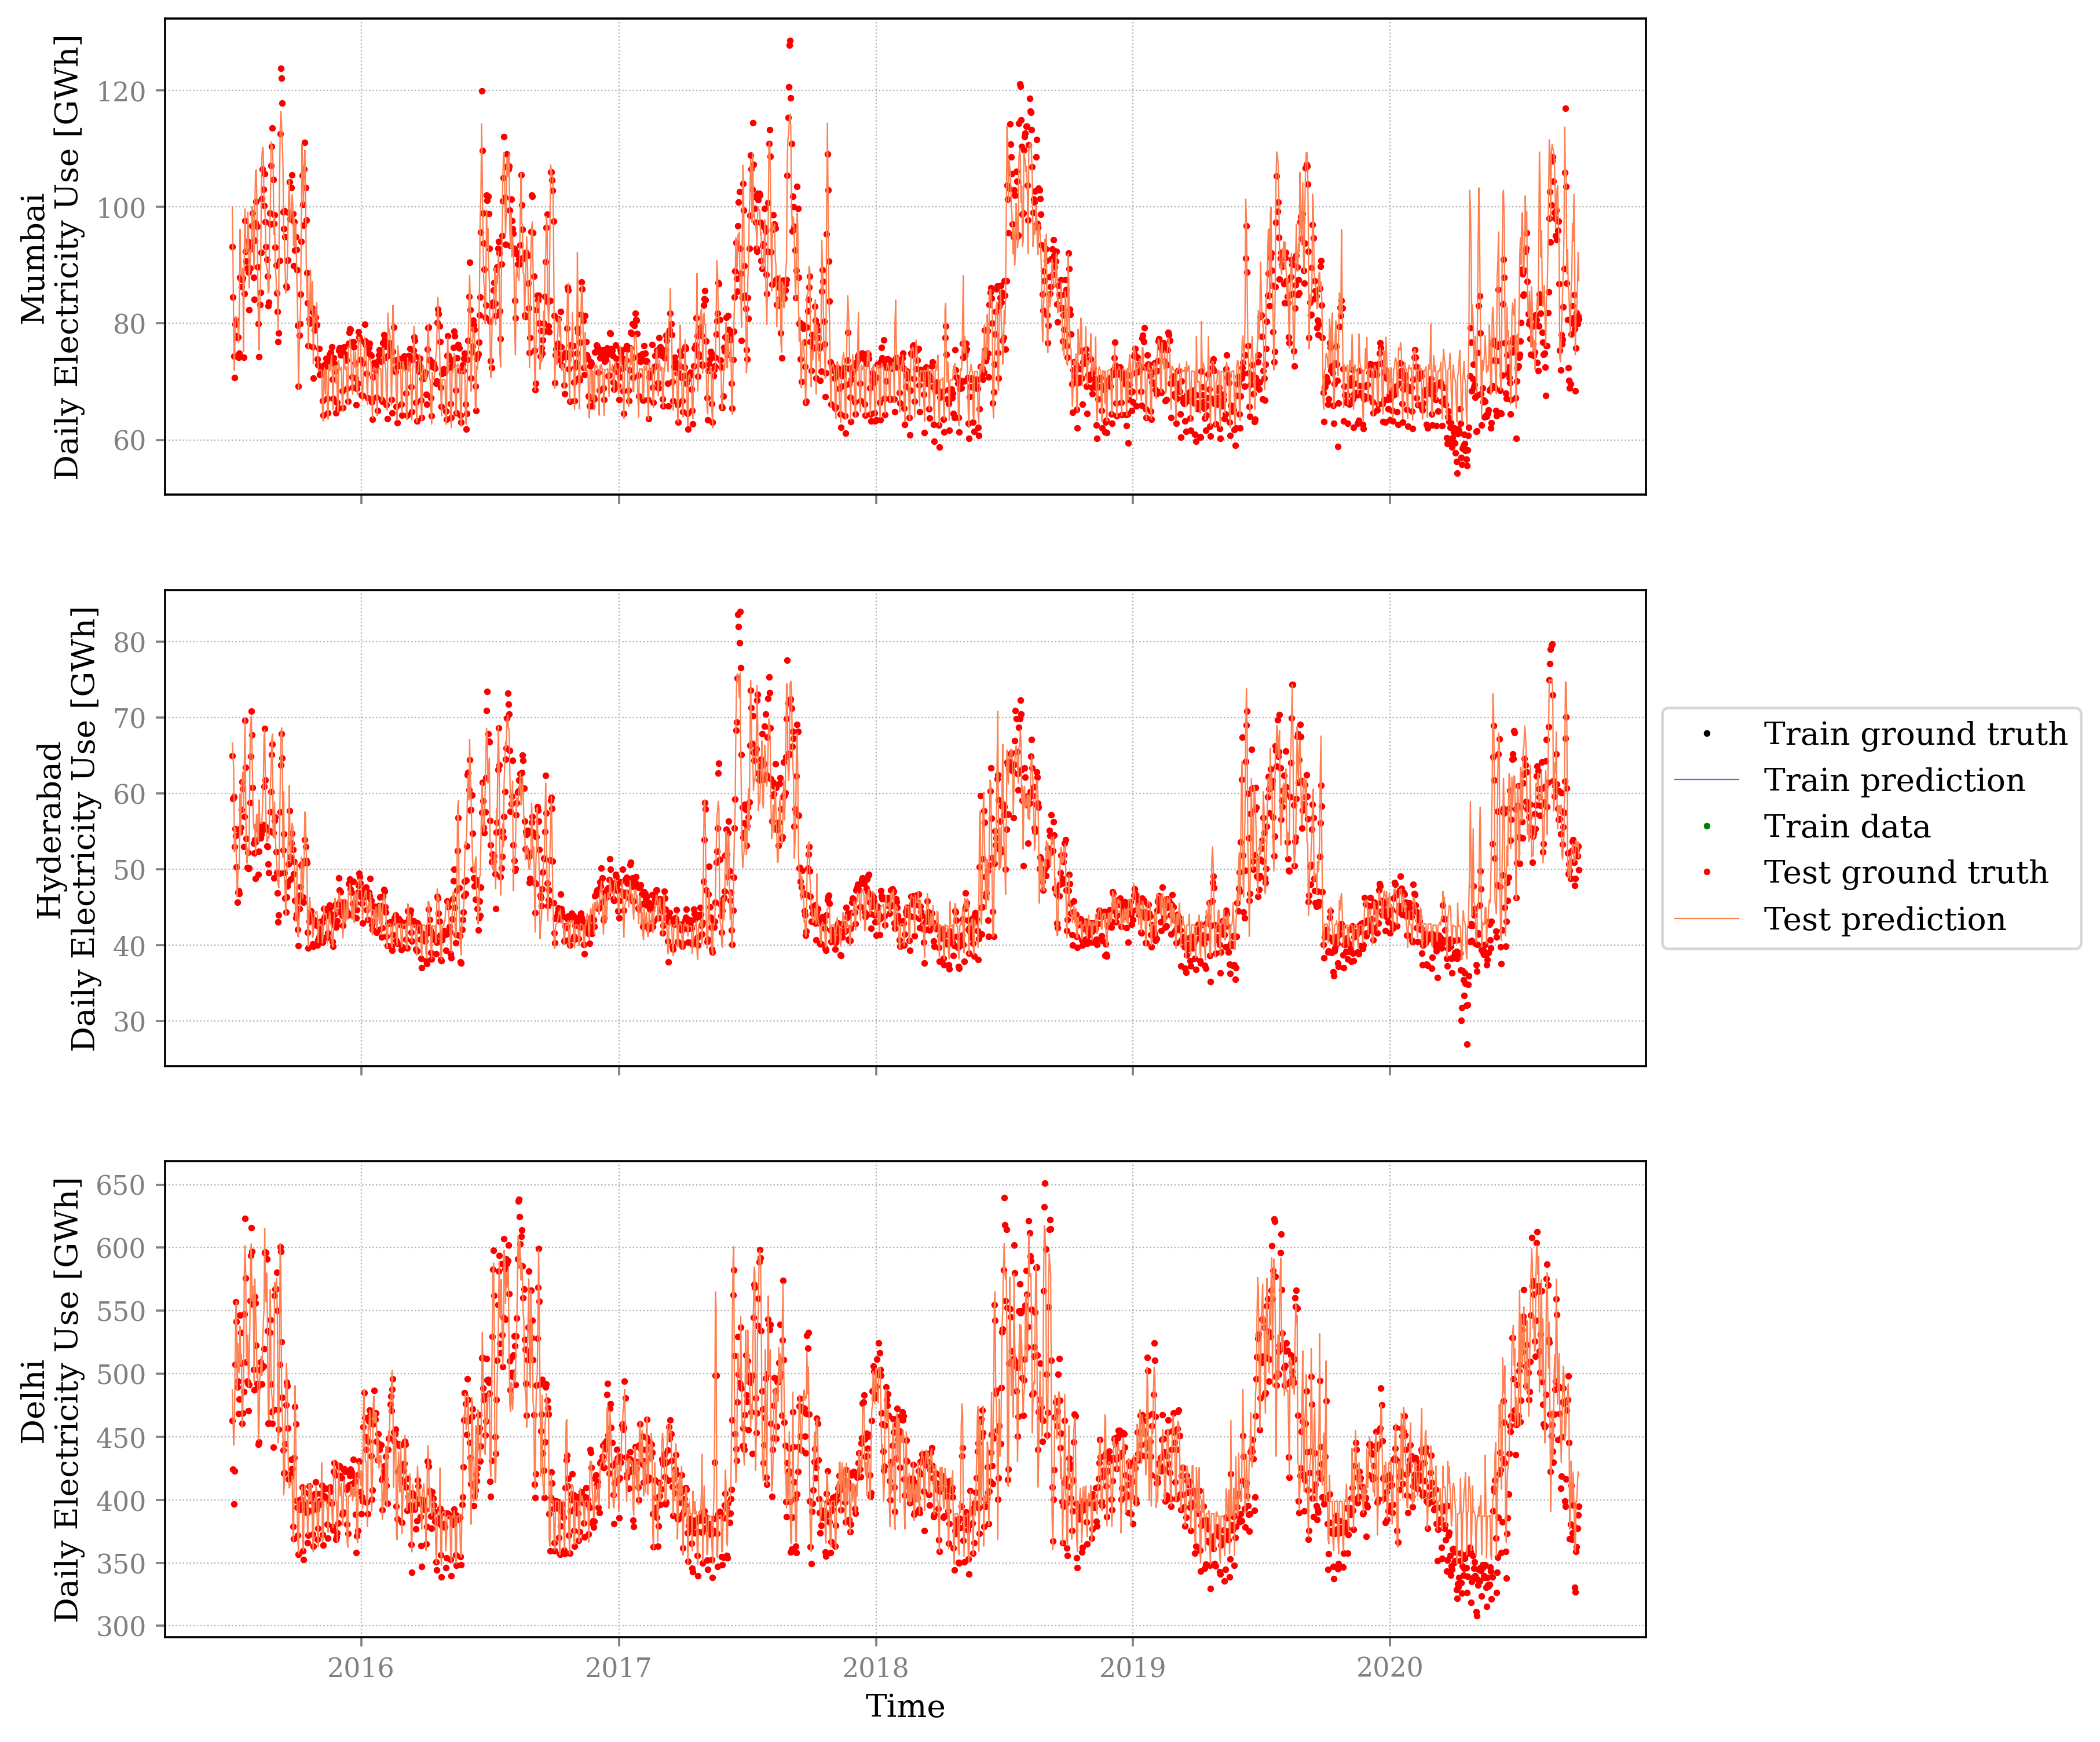 Mumbai
Daily Electricity Use [GWh]
120
100
80
60
Hyderabad
Daily Electricity Use [GWh]
80
70
60
50
40
30
Train ground truth
Train prediction
Train data
Test ground truth
Test prediction
Delhi
Daily Electricity Use [GWh]
650
600
550
500
450
400
350
300
2016 2017 2018 2019 2020
Time